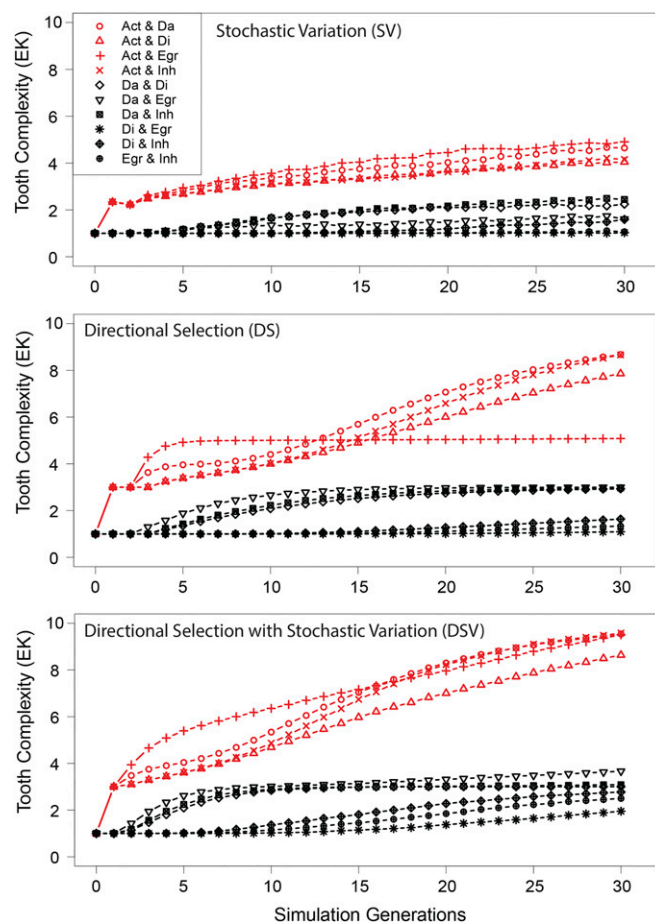 Stochastic Variation (SV)
Act & Da
Act & Di
Act & Egr
Act & Inh
Da & Di
Da & Egr
Da & Inh
Di & Egr
Di & Inh
Egr & Inh
Tooth Complexity (EK)
10
8
6
4
2
0
0 5 10 15 20 25 30
Directional Selection (DS)
Tooth Complexity (EK)
10
8
6
4
2
0
0 5 10 15 20 25 30
Directional Selection with Stochastic Variation (DSV)
Tooth Complexity (EK)
10
8
6
4
2
0
0 5 10 15 20 25 30
Simulation Generations